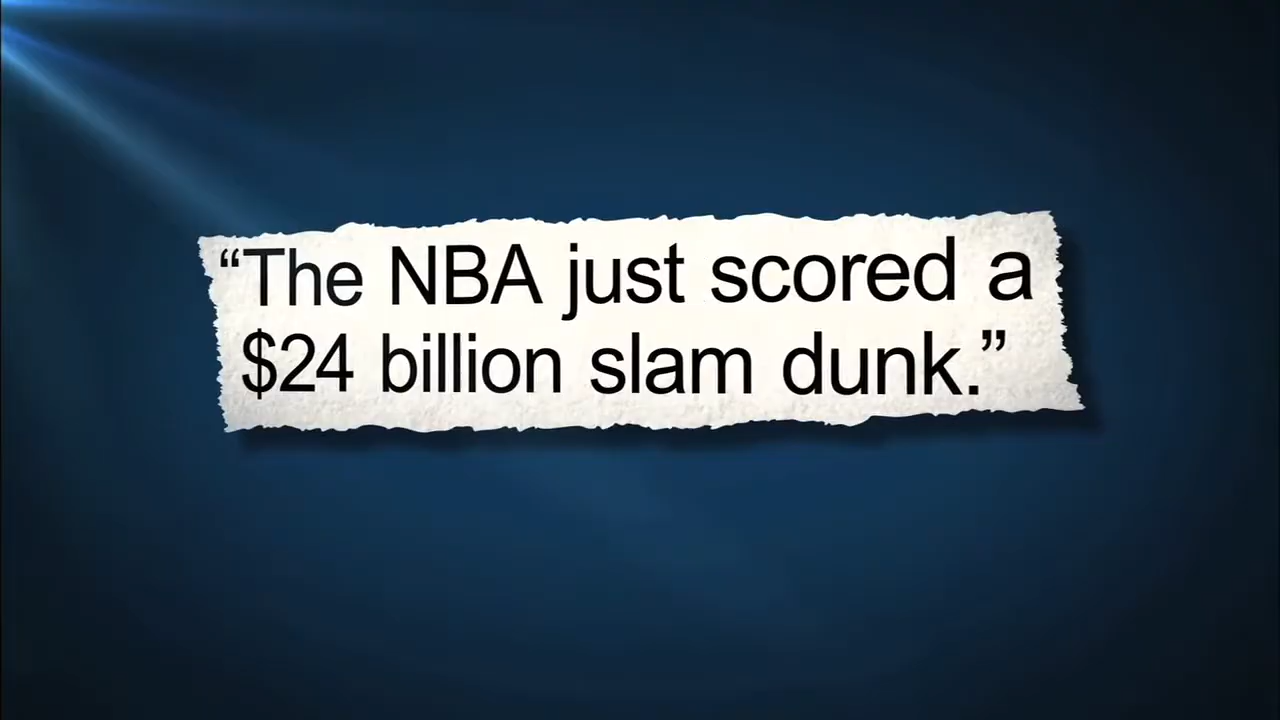 “The NBA just scored a
$24 billion slam dunk.”